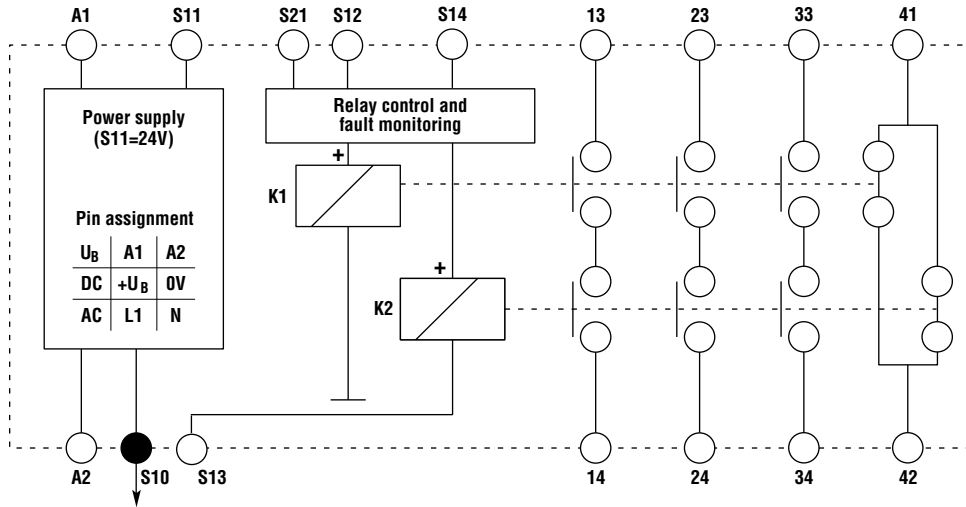 A1 S11 S21 S12 S14 13 23 33 41
Power supply
(S11=24V)
Relay control and
fault monitoring
+
K1
Pin assignment
UB A1 A2
DC +UB 0V
AC L1 N
+
K2
A2 S10 S13 14 24 34 42